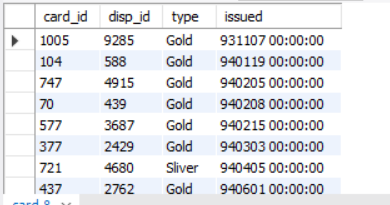 card_id disp_id type issued
1005 9285 Gold 931107 00:00:00
104 588 Gold 940119 00:00:00
747 4915 Gold 940205 00:00:00
70 439 Gold 940208 00:00:00
577 3687 Gold 940215 00:00:00
377 2429 Gold 940303 00:00:00
721 4680 Sliver 940405 00:00:00
437 2762 Gold 940601 00:00:00
card 8